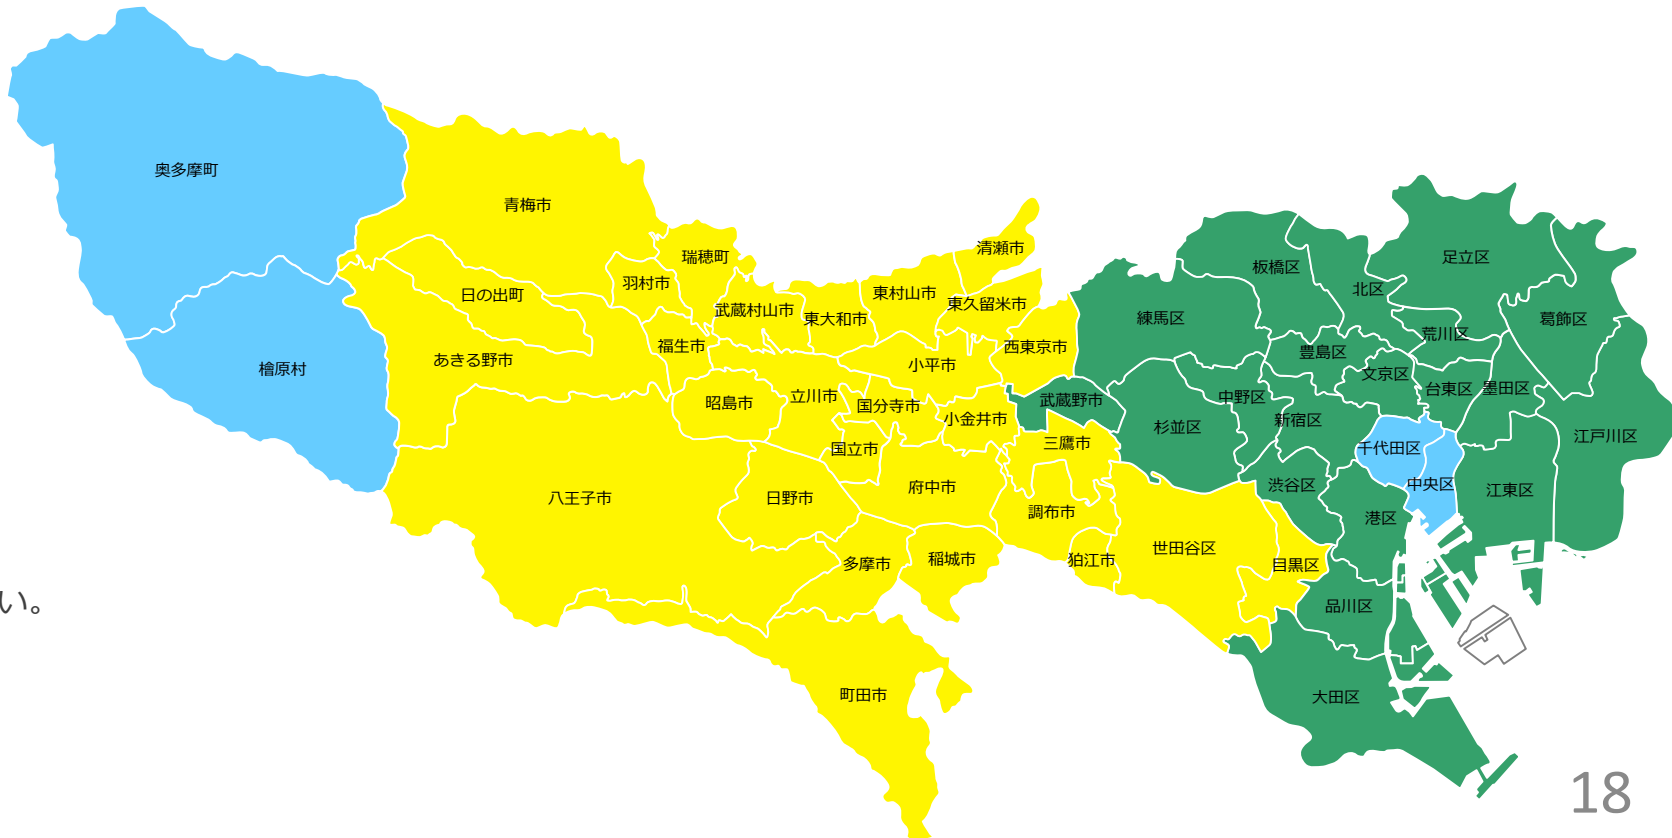 奥多摩町
青梅市
清瀬市
瑞穂町
板橋区
足立区
羽村市
日の出町
東村山市
東久留米市
北区
武蔵村山市
東大和市
練馬区
葛飾区
荒川区
福生市
西東京市
豊島区
あきる野市
檜原村
小平市
文京区
台東区
墨田区
昭島市
立川市
国分寺市
武蔵野市
中野区
小金井市
新宿区
杉並区
江戸川区
国立市
三鷹市
千代田区
八王子市
日野市
府中市
渋谷区
中央区
江東区
調布市
港区
世田谷区
多摩市
稲城市
狛江市
目黒区
い。
品川区
町田市
大田区
18